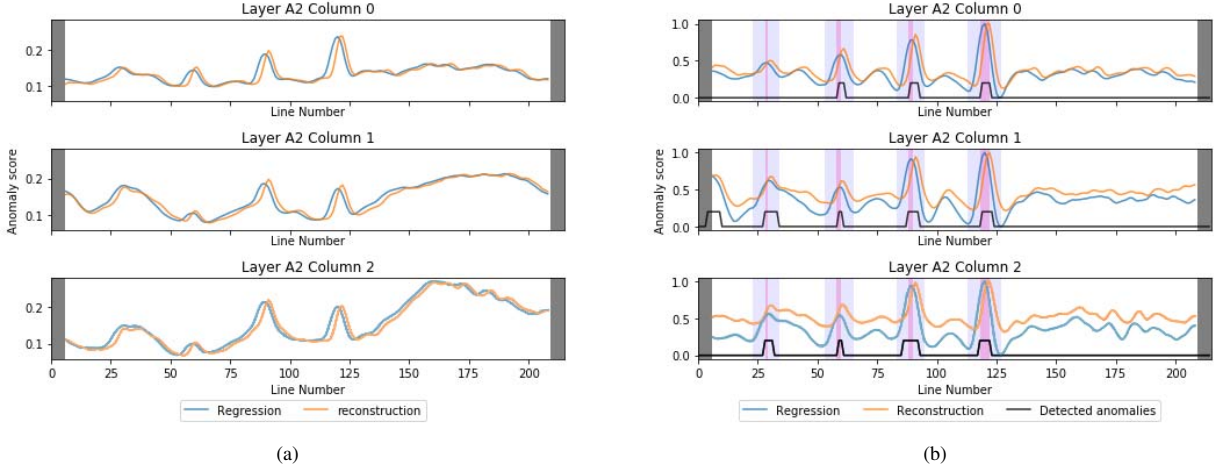 Layer A2 Column 0
0.2
0.1
Line Number
Layer A2 Column 1
Anomaly score
0.2
0.1
Line Number
Layer A2 Column 2
0.2
0.1
0 25 50 75 100 125 150 175 200
Line Number
Regression reconstruction
(a)
Layer A2 Column 0
1.0
0.5
0.0
Line Number
Layer A2 Column 1
Anomaly score
1.0
0.5
0.0
Line Number
Layer A2 Column 2
1.0
0.5
0.0
0 25 50 75 100 125 150 175 200
Line Number
Regression Reconstruction Detected anomalies
(b)